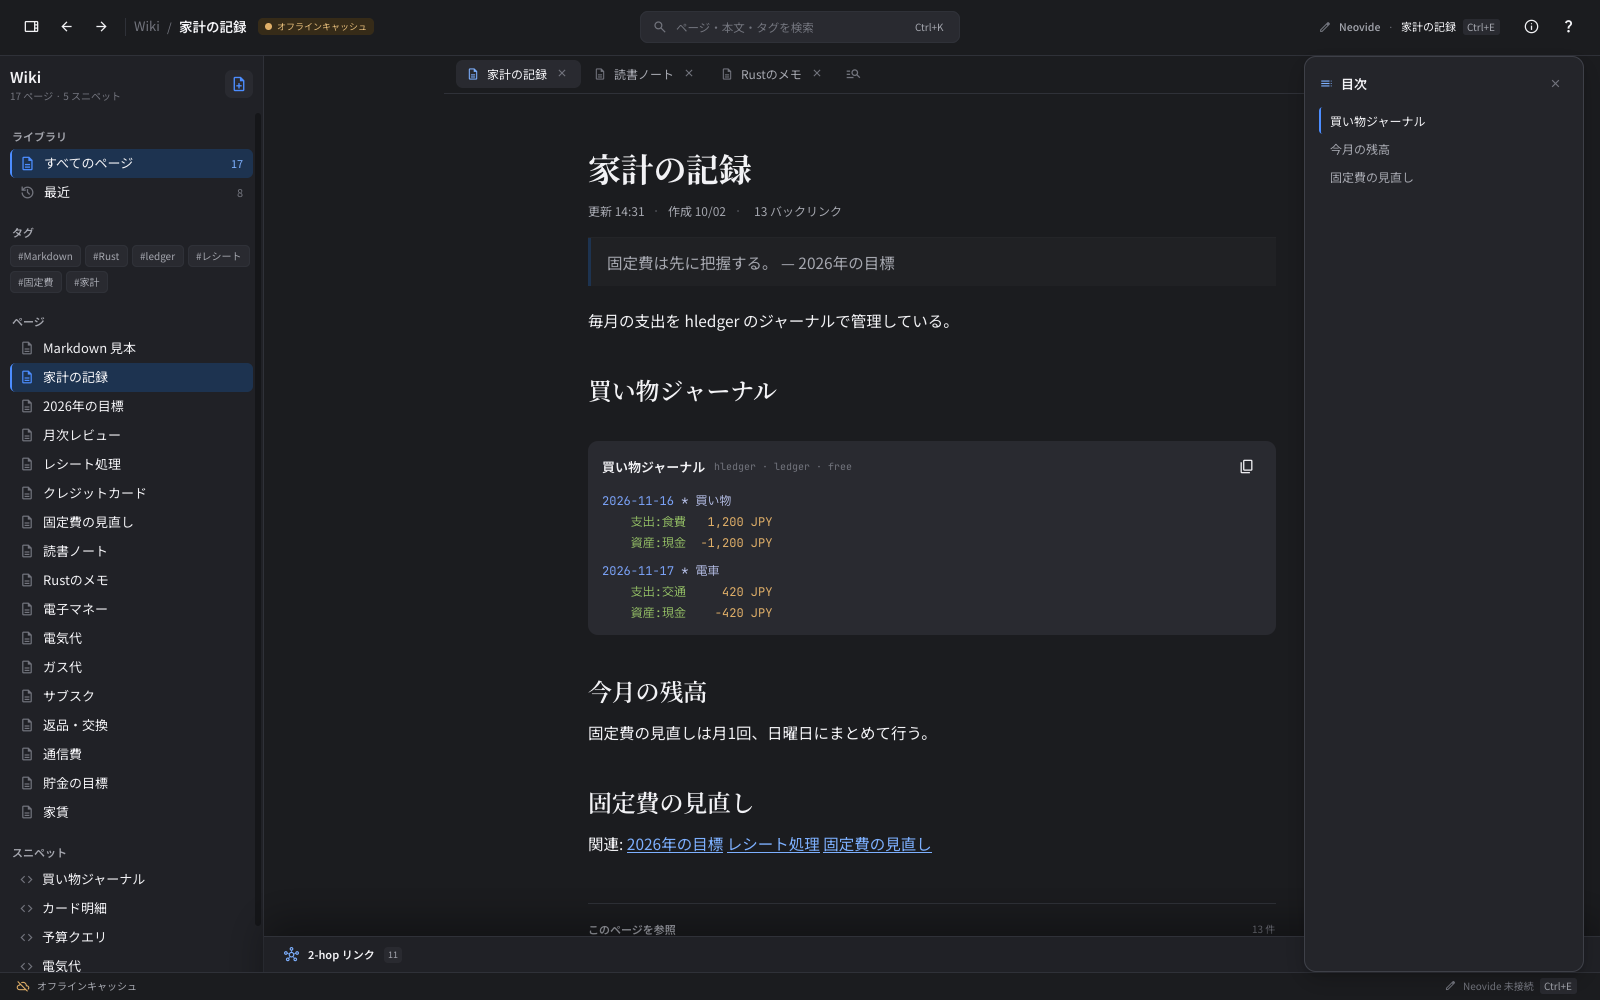 Wiki / 家計の記録 オフラインキャッシュ
ページ・本文・タグを検索 Ctrl+K
Neovide · 家計の記録 Ctrl+E
Wiki
17 ページ · 5 スニペット
ライブラリ
すべてのページ 17
最近 8
タグ
#Markdown #Rust #ledger #レシート
#固定費 #家計
ページ
Markdown 見本
家計の記録
2026年の目標
月次レビュー
レシート処理
クレジットカード
固定費の見直し
読書ノート
Rustのメモ
電子マネー
電気代
ガス代
サブスク
返品・交換
通信費
貯金の目標
家賃
スニペット
買い物ジャーナル
カード明細
予算クエリ
電気代
家計の記録 読書ノート Rustのメモ
家計の記録
更新 14:31 · 作成 10/02 · 13 バックリンク
固定費は先に把握する。 — 2026年の目標
毎月の支出を hledger のジャーナルで管理している。
買い物ジャーナル
買い物ジャーナル hledger · ledger · free
2026-11-16 * 買い物
支出:食費 1,200 JPY
資産:現金 -1,200 JPY
2026-11-17 * 電車
支出:交通 420 JPY
資産:現金 -420 JPY
今月の残高
固定費の見直しは月1回、日曜日にまとめて行う。
固定費の見直し
関連: 2026年の目標 レシート処理 固定費の見直し
このページを参照 13 件
2-hop リンク 11
目次
買い物ジャーナル
今月の残高
固定費の見直し
オフラインキャッシュ
Neovide 未接続 Ctrl+E